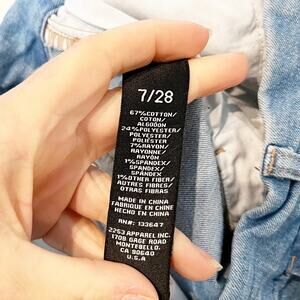 7/28
67%COTTON/
COTON/
ALGODON
24%POLYESTER/
POLYESTER/
POLIESTER
7%RAYON/
RAYONNE/
RAYON
1%SPANDEX/
SPANDEX/
SPANDEX
1%OTHER FIBER/
AUTRES FIBRES/
OTRAS FIBRAS
MADE IN CHINA
FABRIQUE EN CHINE
HECHO EN CHINA
RN#: 133647
2253 APPAREL INC.
1708 GAGE ROAD
MONTEBELLO,
CA 90640
U.S.A